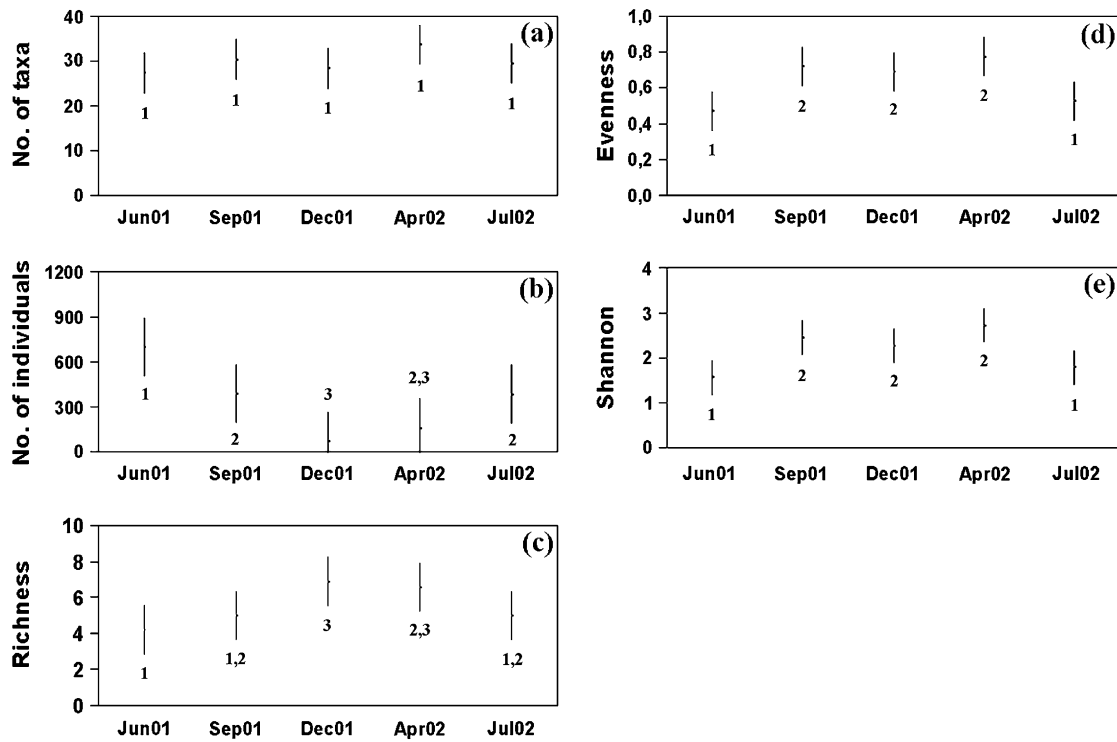 (a)
No. of taxa
40
30
20
10
0
1 1 1 1 1
Jun01 Sep01 Dec01 Apr02 Jul02
(b)
No. of individuals
1200
900
600
300
0
1 2 3 2,3 2
Jun01 Sep01 Dec01 Apr02 Jul02
(c)
Richness
10
8
6
4
2
0
1 1,2 3 2,3 1,2
Jun01 Sep01 Dec01 Apr02 Jul02
(d)
Evenness
1,0
0,8
0,6
0,4
0,2
0,0
1 2 2 2 1
Jun01 Sep01 Dec01 Apr02 Jul02
(e)
Shannon
4
3
2
1
0
1 2 2 2 1
Jun01 Sep01 Dec01 Apr02 Jul02